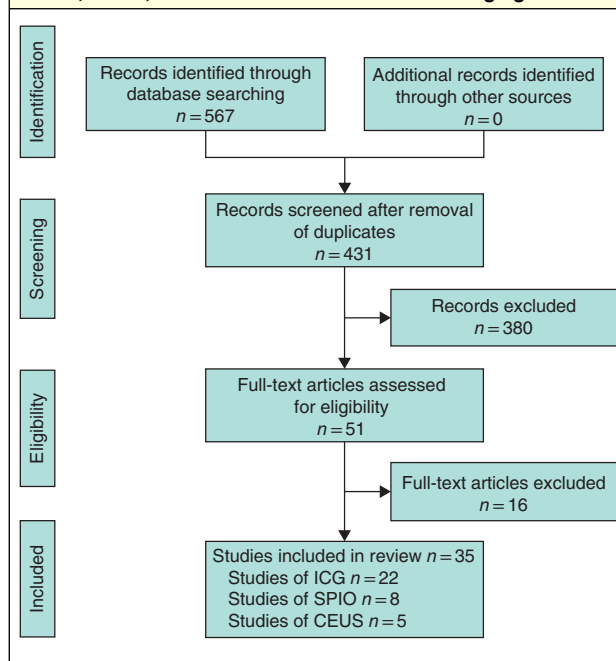 Identification
Records identified through
database searching
n = 567
Additional records identified
through other sources
n = 0
Screening
Records screened after removal
of duplicates
n = 431
Records excluded
n = 380
Eligibility
Full-text articles assessed
for eligibility
n = 51
Full-text articles excluded
n = 16
Included
Studies included in review n = 35
Studies of ICG n = 22
Studies of SPIO n = 8
Studies of CEUS n = 5